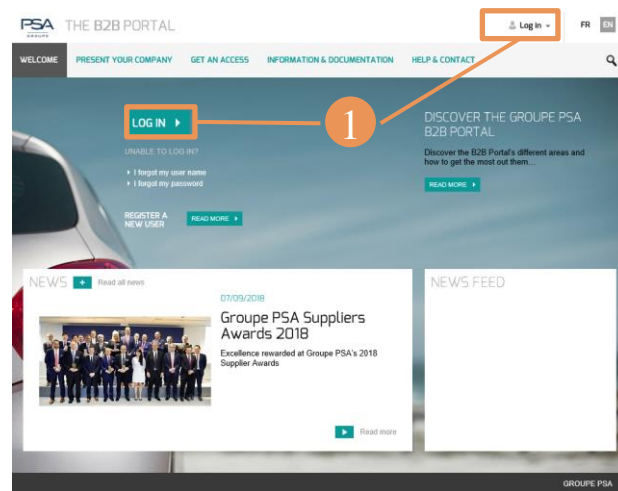 PSA
GROUPE
THE B2B PORTAL
Log in
FR EN
WELCOME PRESENT YOUR COMPANY GET AN ACCESS INFORMATION & DOCUMENTATION HELP & CONTACT
LOG IN
1
UNABLE TO LOG IN?
I forgot my user name
I forgot my password
REGISTER A
NEW USER
READ MORE
DISCOVER THE GROUPE PSA
B2B PORTAL
Discover the B2B Portal's different areas and
how to get the most out them...
READ MORE
NEWS + Read all news
07/09/2018
Groupe PSA Suppliers
Awards 2018
Excellence rewarded at Groupe PSA's 2018
Supplier Awards
Read more
NEWS FEED
GROUPE PSA